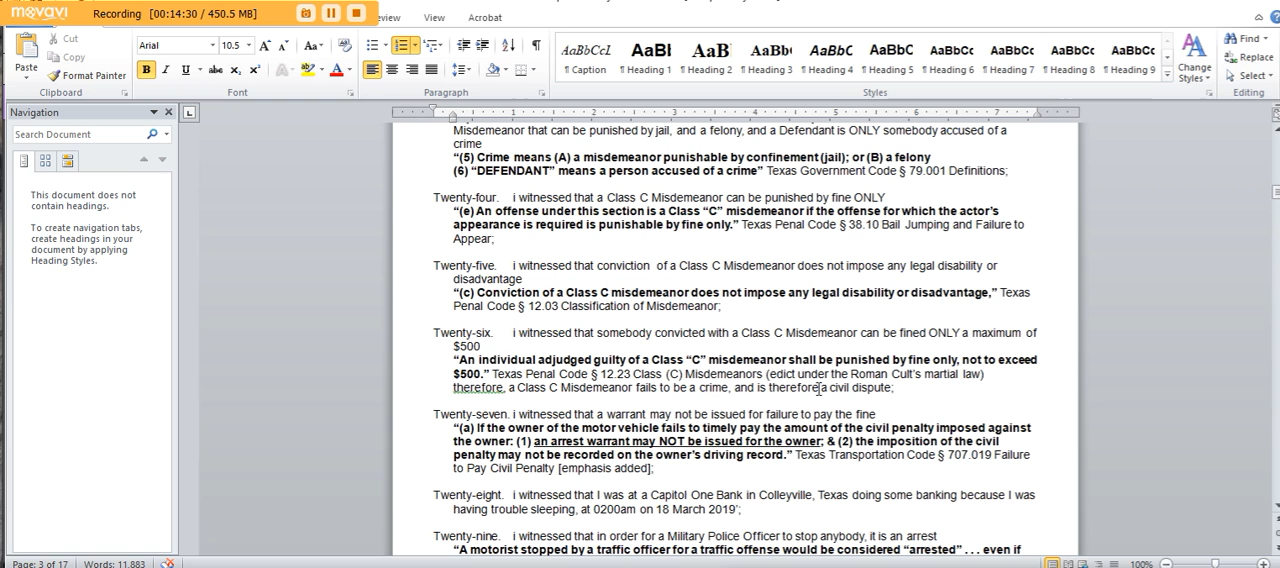 movavi Recording [00:14:30 / 450.5 MB]
View Acrobat
Cut
Copy
Paste Format Painter
Clipboard
Arial 10.5
Font
Paragraph
AaBbCcL AaBl AaB AaBb( AaBbC AaBbC AaBbCc AaBbCc AaBbCc AaBbCc
¶ Caption ¶ Heading 1 ¶ Heading 2 ¶ Heading 3 ¶ Heading 4 ¶ Heading 5 ¶ Heading 6 ¶ Heading 7 ¶ Heading 8 ¶ Heading 9
Styles
Change Styles
Find
Replace
Select
Editing
Navigation
Search Document
This document does not
contain headings.
To create navigation tabs,
create headings in your
document by applying
Heading Styles.
Misdemeanor that can be punished by jail, and a felony, and a Defendant is ONLY somebody accused of a
crime
“(5) Crime means (A) a misdemeanor punishable by confinement (jail); or (B) a felony
(6) “DEFENDANT” means a person accused of a crime” Texas Government Code § 79.001 Definitions;
Twenty-four. i witnessed that a Class C Misdemeanor can be punished by fine ONLY
“(e) An offense under this section is a Class “C” misdemeanor if the offense for which the actor’s
appearance is required is punishable by fine only.” Texas Penal Code § 38.10 Bail Jumping and Failure to
Appear;
Twenty-five. i witnessed that conviction of a Class C Misdemeanor does not impose any legal disability or
disadvantage
“(c) Conviction of a Class C misdemeanor does not impose any legal disability or disadvantage,” Texas
Penal Code § 12.03 Classification of Misdemeanor;
Twenty-six. i witnessed that somebody convicted with a Class C Misdemeanor can be fined ONLY a maximum of
$500
“An individual adjudged guilty of a Class “C” misdemeanor shall be punished by fine only, not to exceed
$500.” Texas Penal Code § 12.23 Class (C) Misdemeanors (edict under the Roman Cult’s martial law)
therefore, a Class C Misdemeanor fails to be a crime, and is therefore a civil dispute;
Twenty-seven. i witnessed that a warrant may not be issued for failure to pay the fine
“(a) If the owner of the motor vehicle fails to timely pay the amount of the civil penalty imposed against
the owner: (1) an arrest warrant may NOT be issued for the owner; & (2) the imposition of the civil
penalty may not be recorded on the owner’s driving record.” Texas Transportation Code § 707.019 Failure
to Pay Civil Penalty [emphasis added];
Twenty-eight. i witnessed that I was at a Capitol One Bank in Colleyville, Texas doing some banking because I was
having trouble sleeping, at 0200am on 18 March 2019’;
Twenty-nine. i witnessed that in order for a Military Police Officer to stop anybody, it is an arrest
“A motorist stopped by a traffic officer for a traffic offense would be considered “arrested” . . . even if
Page: 3 of 17 Words: 11,883 100%